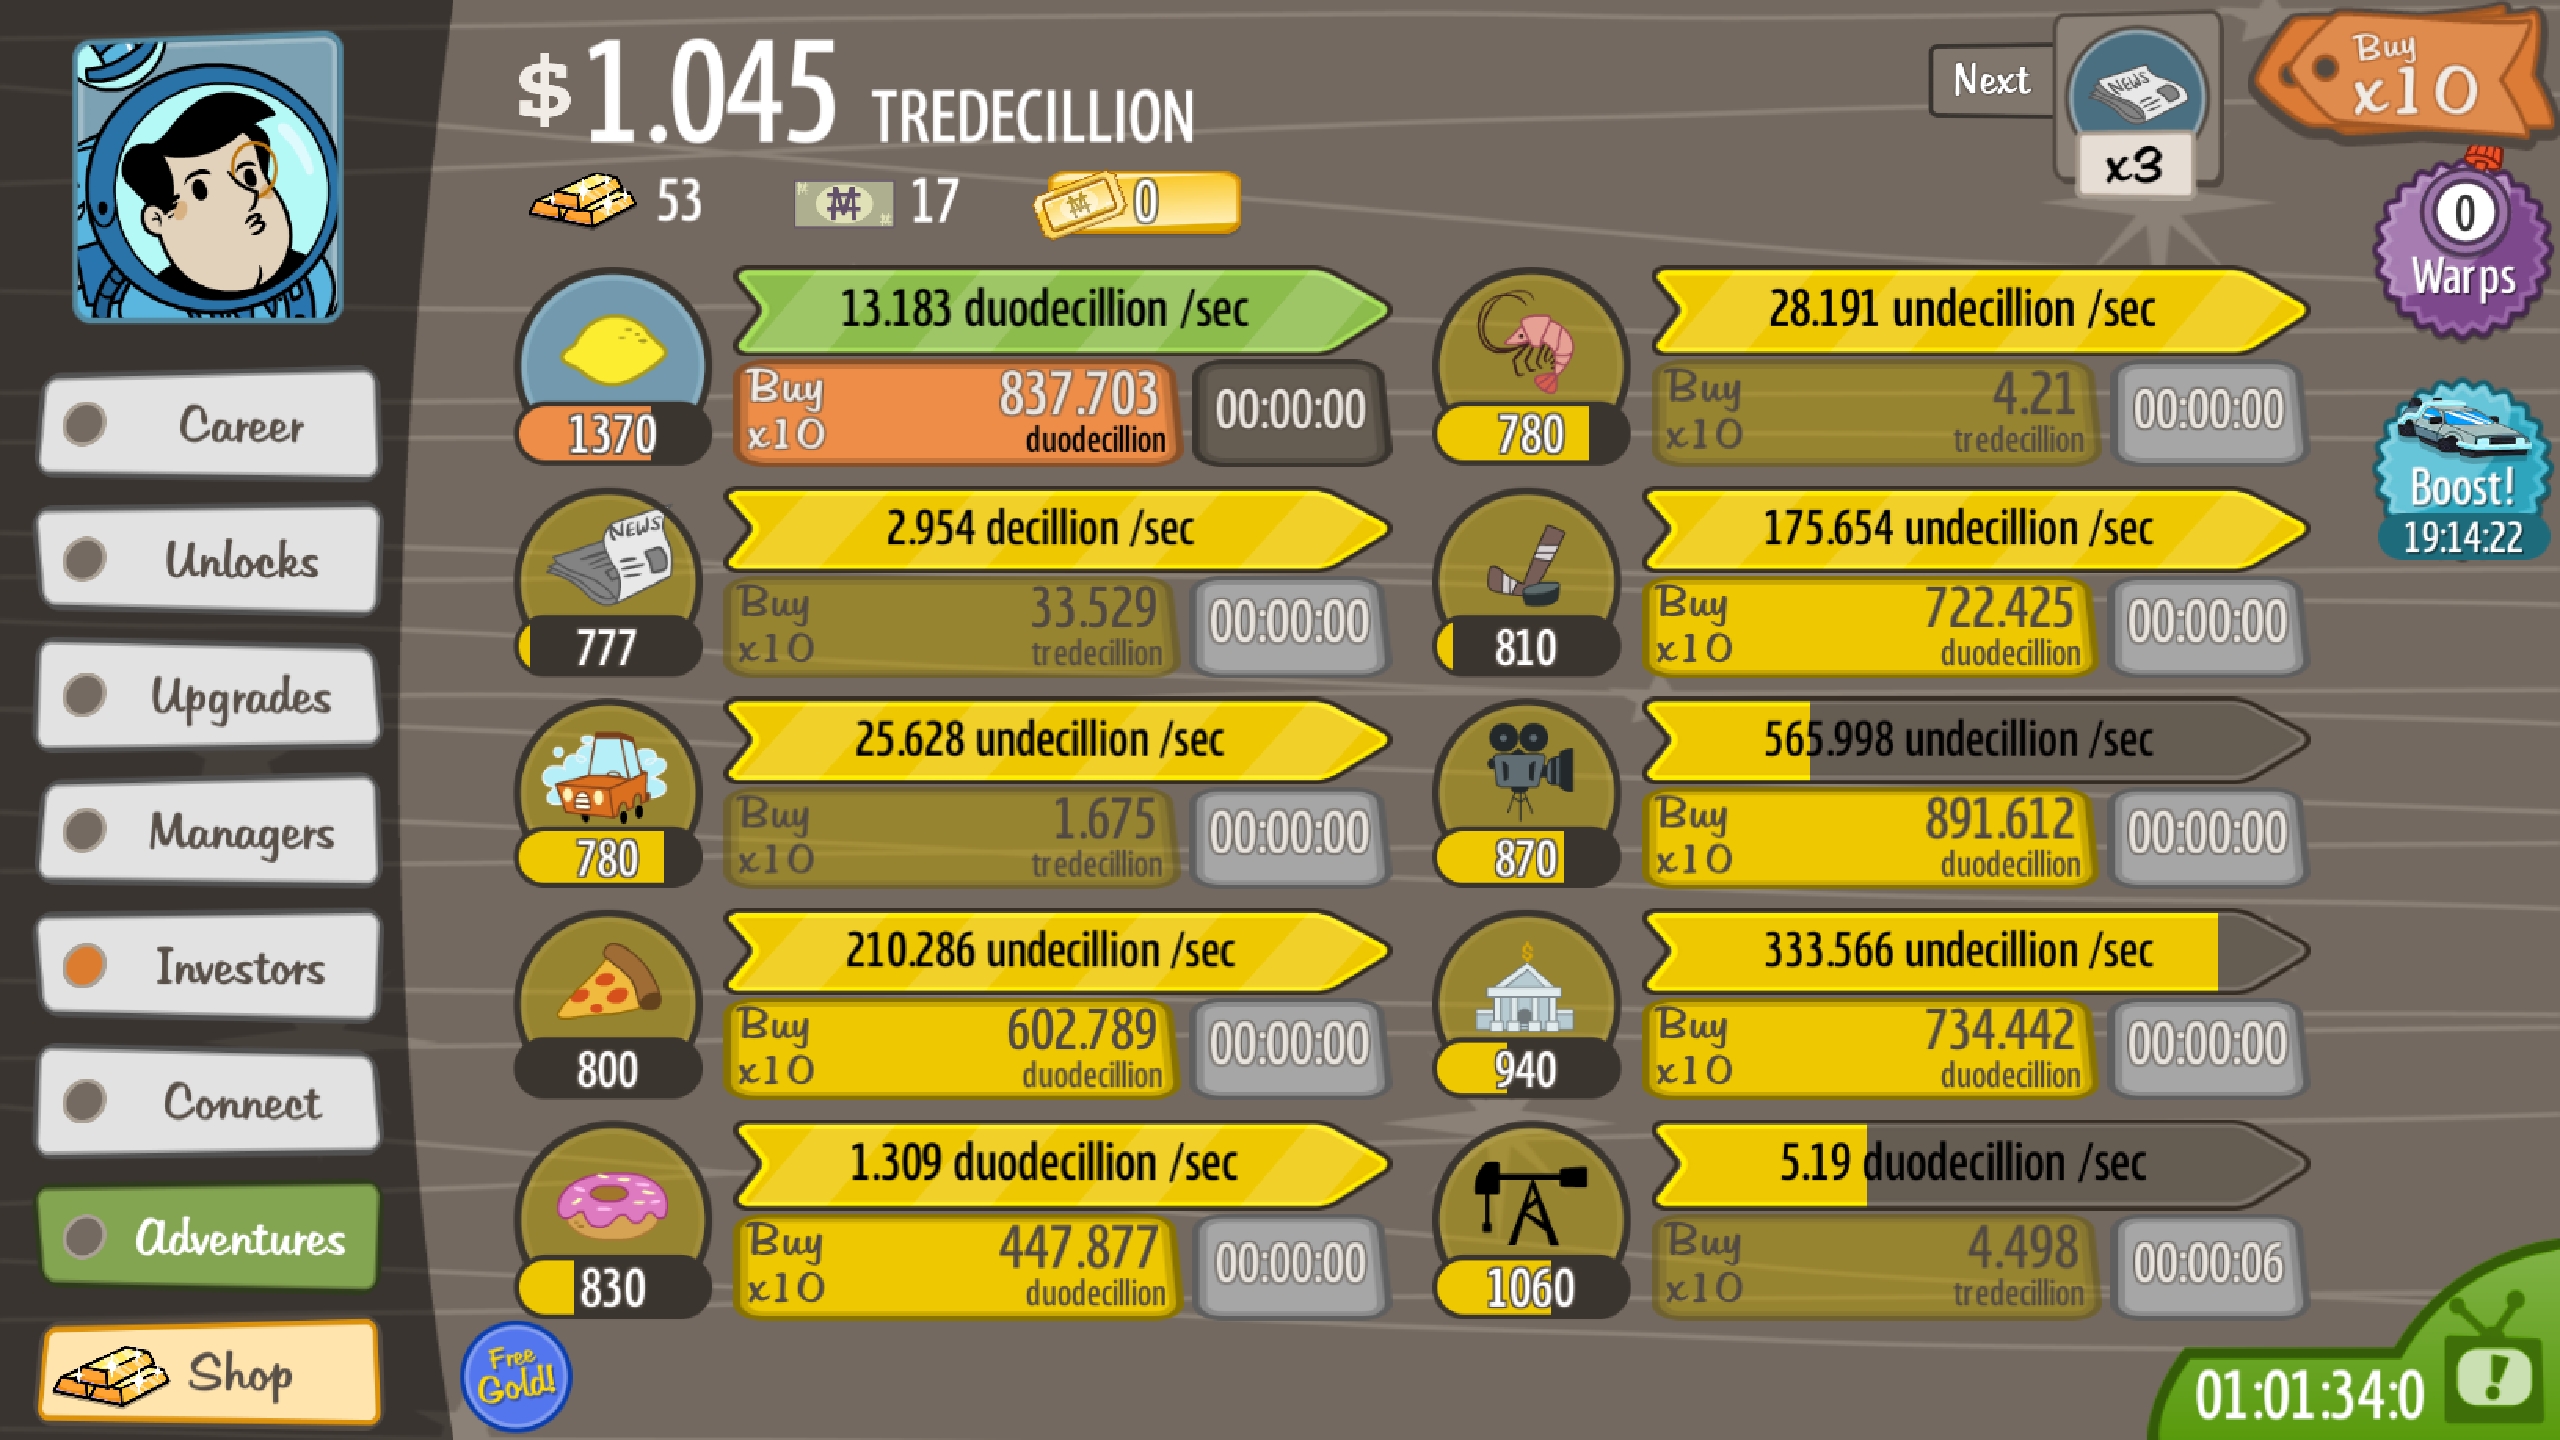 $1.045 TREDECILLION
53
17
0
Next
NEWS
x3
Buy
x10
0
Warps
Boost!
19:14:22
Career
Unlocks
Upgrades
Managers
Investors
Connect
Adventures
Shop
13.183 duodecillion /sec
1370
Buy
x10
837.703
duodecillion
00:00:00
NEWS
2.954 decillion /sec
777
Buy
x10
33.529
tredecillion
00:00:00
25.628 undecillion /sec
780
Buy
x10
1.675
tredecillion
00:00:00
210.286 undecillion /sec
800
Buy
x10
602.789
duodecillion
00:00:00
1.309 duodecillion /sec
830
Buy
x10
447.877
duodecillion
00:00:00
28.191 undecillion /sec
780
Buy
x10
4.21
tredecillion
00:00:00
175.654 undecillion /sec
810
Buy
x10
722.425
duodecillion
00:00:00
565.998 undecillion /sec
870
Buy
x10
891.612
duodecillion
00:00:00
333.566 undecillion /sec
940
Buy
x10
734.442
duodecillion
00:00:00
5.19 duodecillion /sec
1060
Buy
x10
4.498
tredecillion
00:00:06
Free
Gold!
01:01:34:0
!